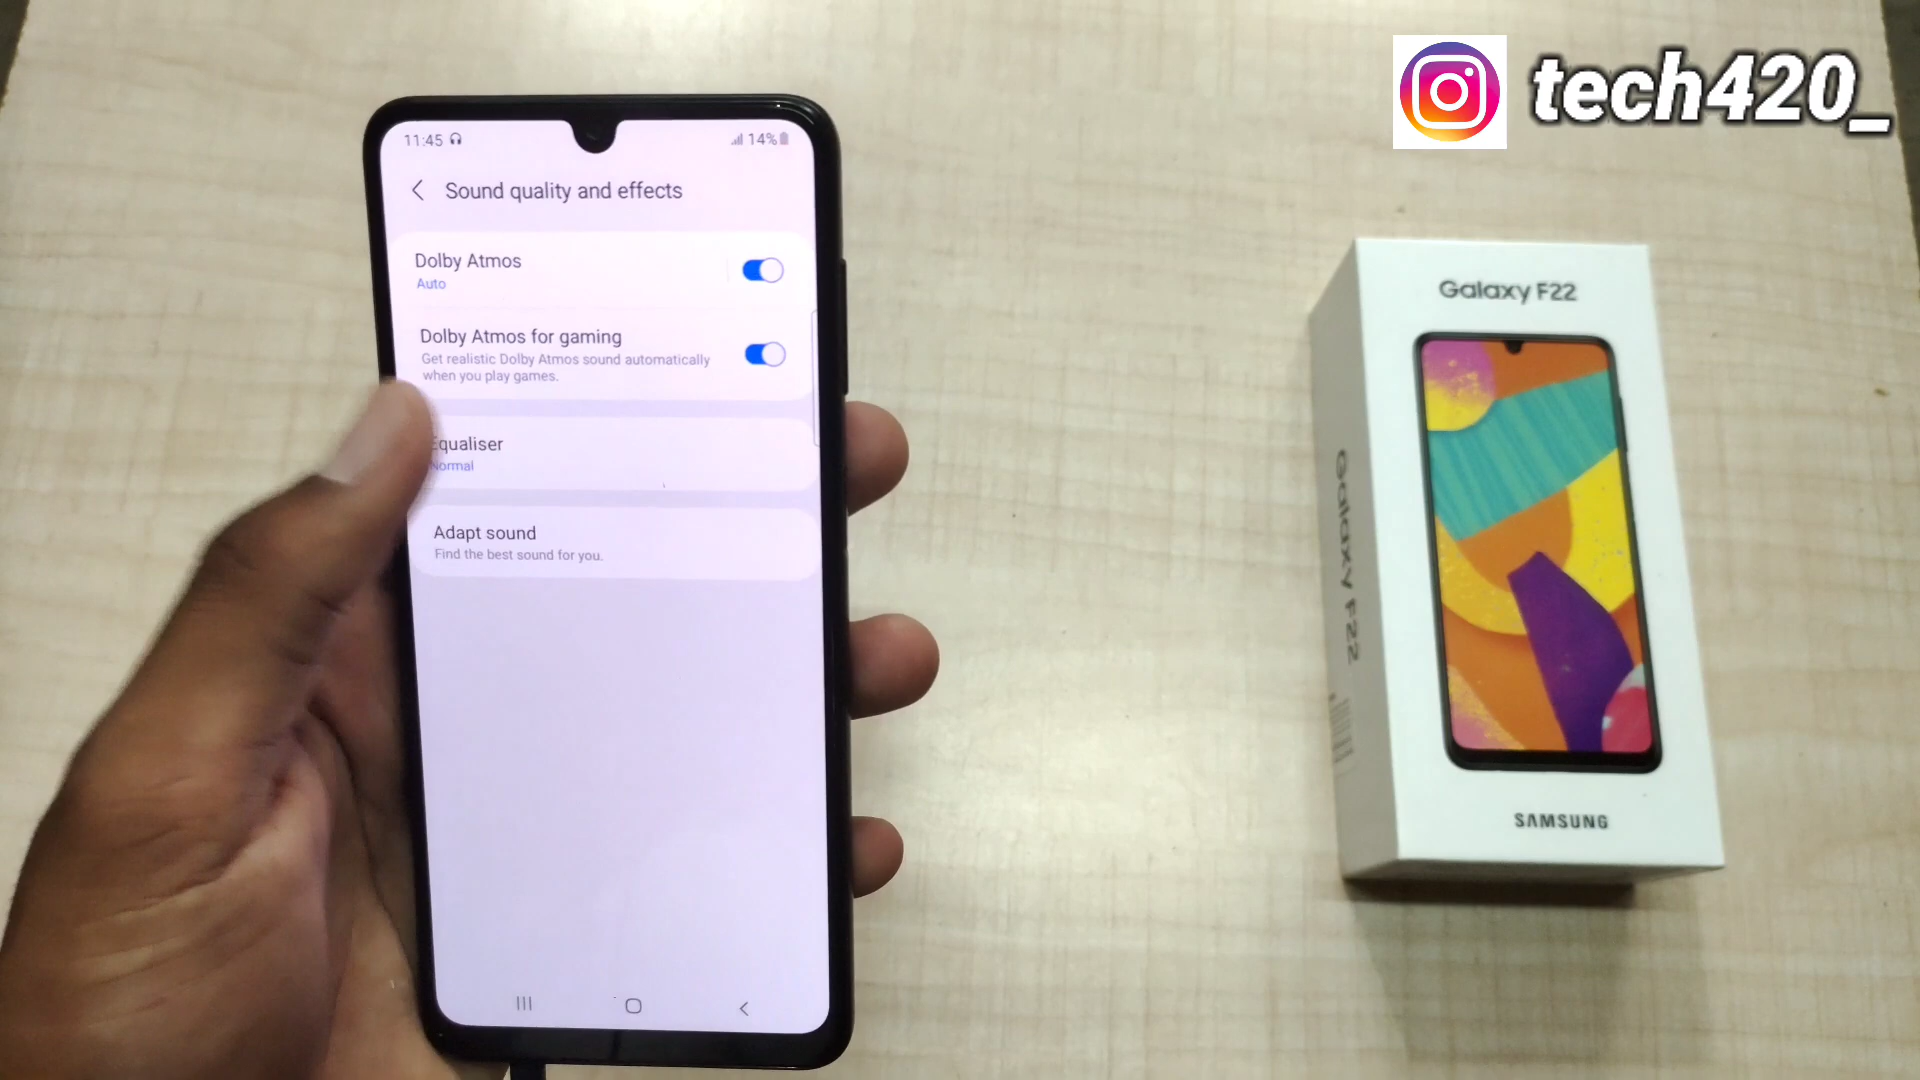 tech420_
11:45
14%
Sound quality and effects
Dolby Atmos
Auto
Dolby Atmos for gaming
Get realistic Dolby Atmos sound automatically
when you play games.
Equaliser
Normal
Adapt sound
Find the best sound for you.
Galaxy F22
SAMSUNG
Galaxy F22